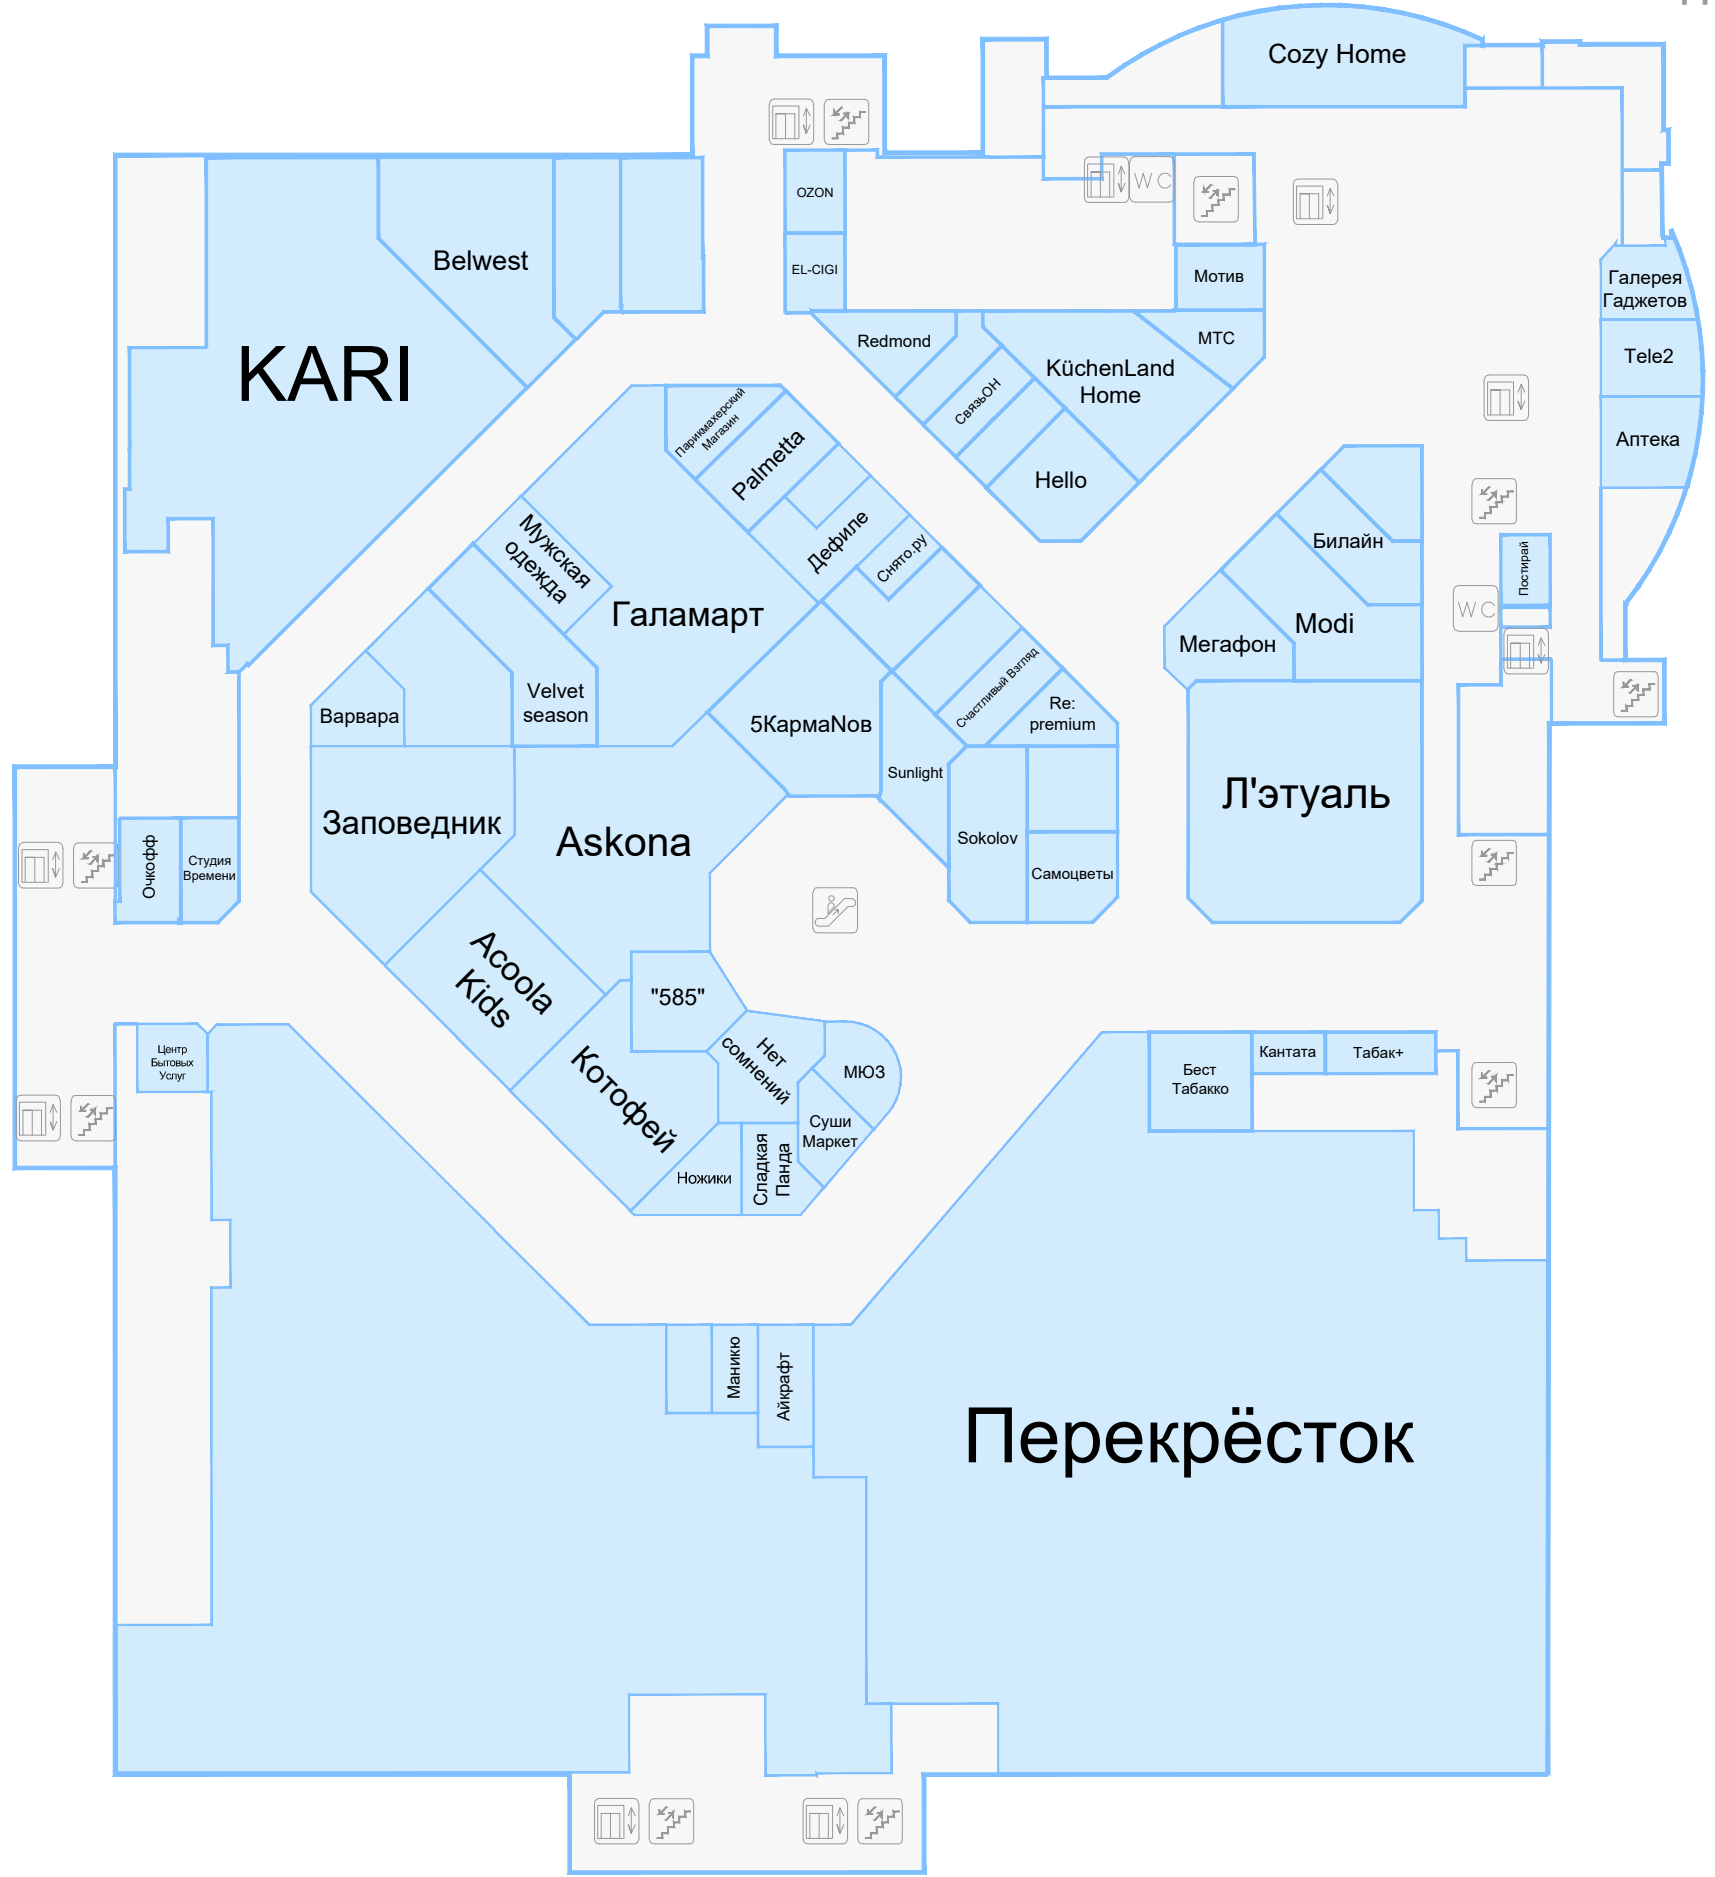 Cozy Home
WC
OZON
EL-CIGI
Belwest
KARI
Мотив
МТС
Redmond
KüchenLand
Home
СвязьОН
Hello
Галерея
Гаджетов
Tele2
Аптека
Постирай
WC
Билайн
Modi
Мегафон
Л'этуаль
Парикмахерский
Магазин
Palmetta
Дефиле
Снято.ру
Мужская
одежда
Галамарт
Velvet
season
Варвара
5КармаNов
Счастливый Взгляд
Re:
premium
Sunlight
Sokolov
Самоцветы
Заповедник
Askona
Очкофф
Студия
Времени
Acoola
Kids
"585"
Котофей
Нет
сомнений
МЮЗ
Суши
Маркет
Сладкая
Панда
Ножики
Центр
Бытовых
Услуг
Бест
Табакко
Кантата
Табак+
Маникю
Айкрафт
Перекрёсток